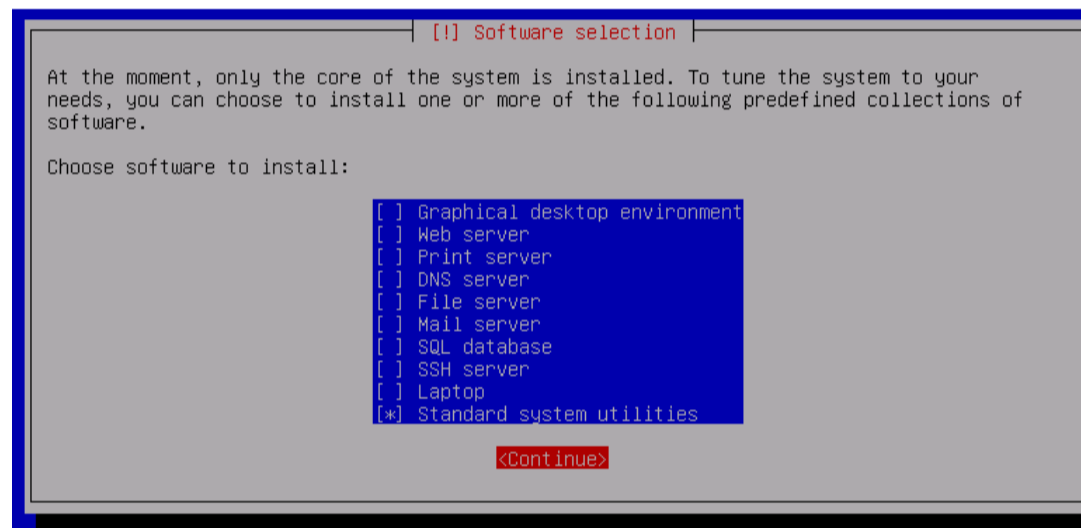 [!] Software selection
At the moment, only the core of the system is installed. To tune the system to your
needs, you can choose to install one or more of the following predefined collections of
software.
Choose software to install:
[ ] Graphical desktop environment
[ ] Web server
[ ] Print server
[ ] DNS server
[ ] File server
[ ] Mail server
[ ] SQL database
[ ] SSH server
[ ] Laptop
[*] Standard system utilities
<Continue>